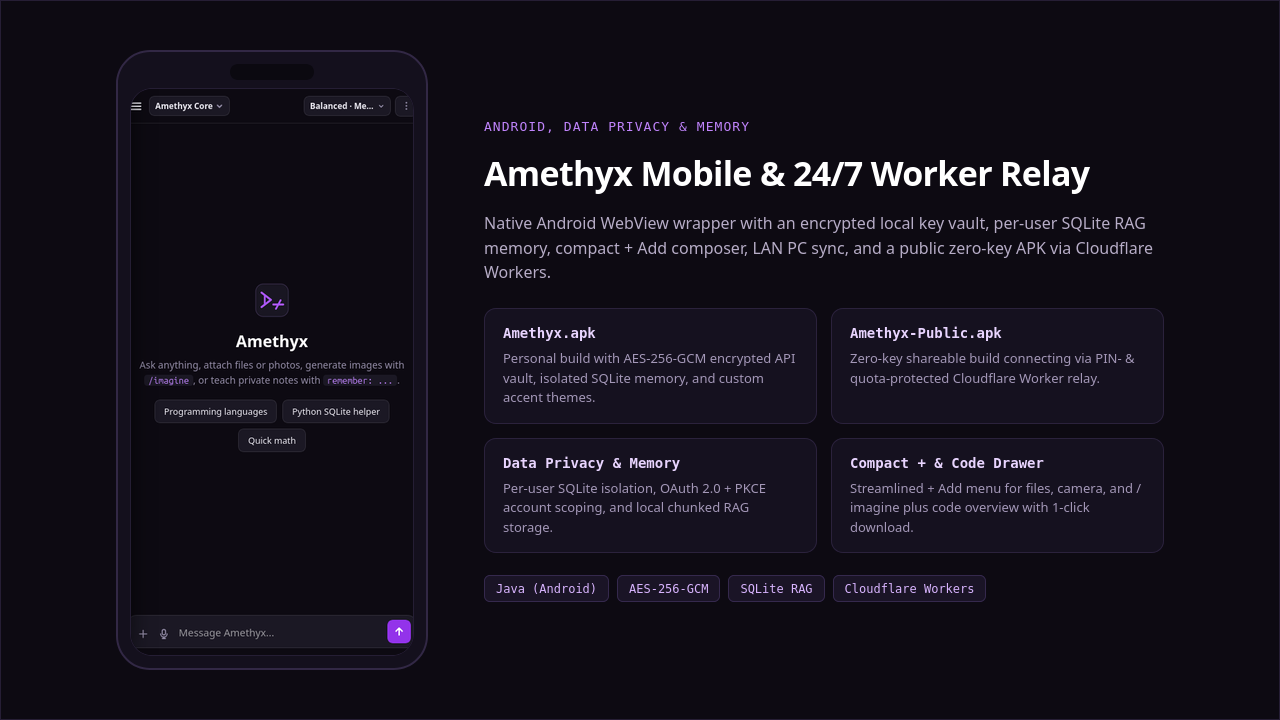 Amethyx Core
Balanced · Me...
Amethyx
Ask anything, attach files or photos, generate images with
/imagine, or teach private notes with remember: ....
Programming languages
Python SQLite helper
Quick math
Message Amethyx...
ANDROID, DATA PRIVACY & MEMORY
Amethyx Mobile & 24/7 Worker Relay
Native Android WebView wrapper with an encrypted local key vault, per-user SQLite RAG
memory, compact + Add composer, LAN PC sync, and a public zero-key APK via Cloudflare
Workers.
Amethyx.apk
Personal build with AES-256-GCM encrypted API
vault, isolated SQLite memory, and custom
accent themes.
Amethyx-Public.apk
Zero-key shareable build connecting via PIN- &
quota-protected Cloudflare Worker relay.
Data Privacy & Memory
Per-user SQLite isolation, OAuth 2.0 + PKCE
account scoping, and local chunked RAG
storage.
Compact + & Code Drawer
Streamlined + Add menu for files, camera, and /
imagine plus code overview with 1-click
download.
Java (Android)
AES-256-GCM
SQLite RAG
Cloudflare Workers